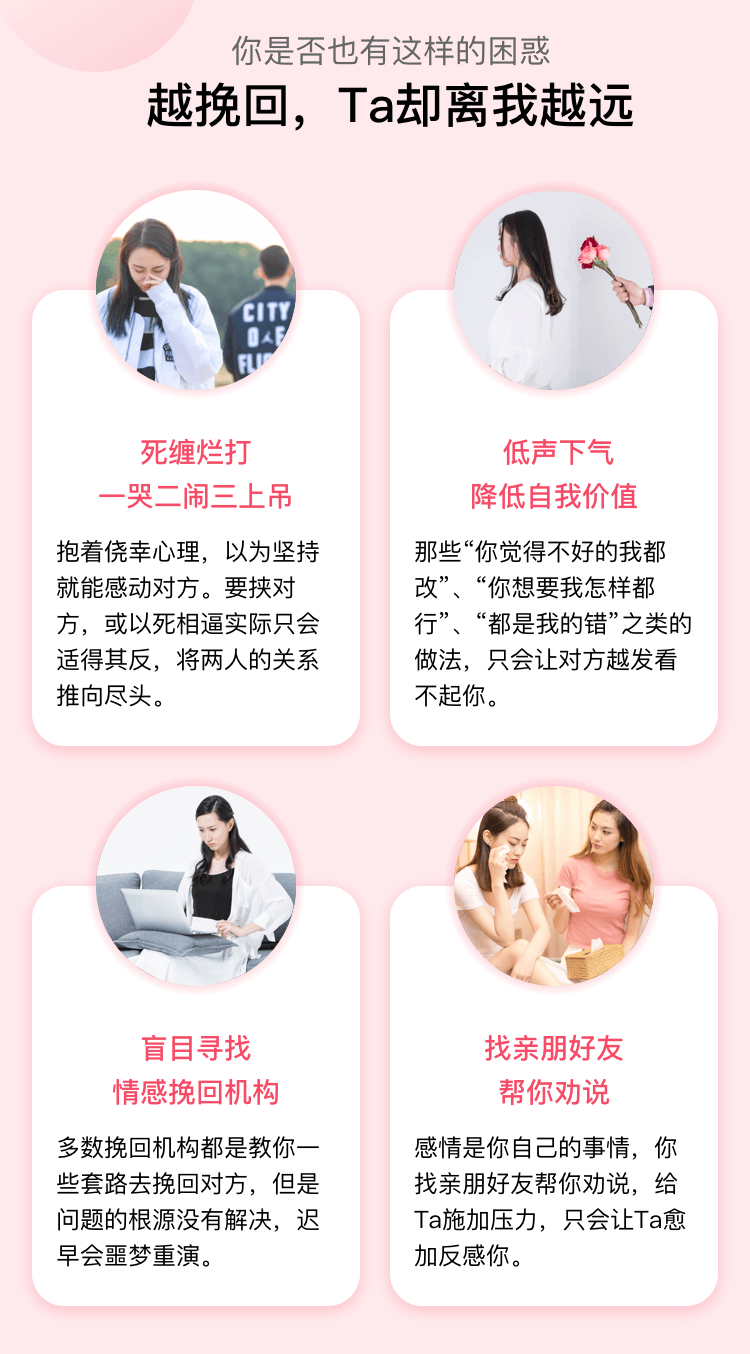 你是否也有这样的困惑
越挽回，Ta却离我越远
CITY
死缠烂打
一哭二闹三上吊
抱着侥幸心理，以为坚持
就能感动对方。要挟对
方，或以死相逼实际只会
适得其反，将两人的关系
推向尽头。
低声下气
降低自我价值
那些“你觉得不好的我都
改”、“你想要我怎样都
行”、“都是我的错”之类的
做法，只会让对方越发看
不起你。
盲目寻找
情感挽回机构
多数挽回机构都是教你一
些套路去挽回对方，但是
问题的根源没有解决，迟
早会噩梦重演。
找亲朋好友
帮你劝说
感情是你自己的事情，你
找亲朋好友帮你劝说，给
Ta施加压力，只会让Ta愈
加反感你。